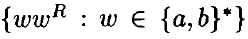 {ww^R : w ∈ {a,b}*}